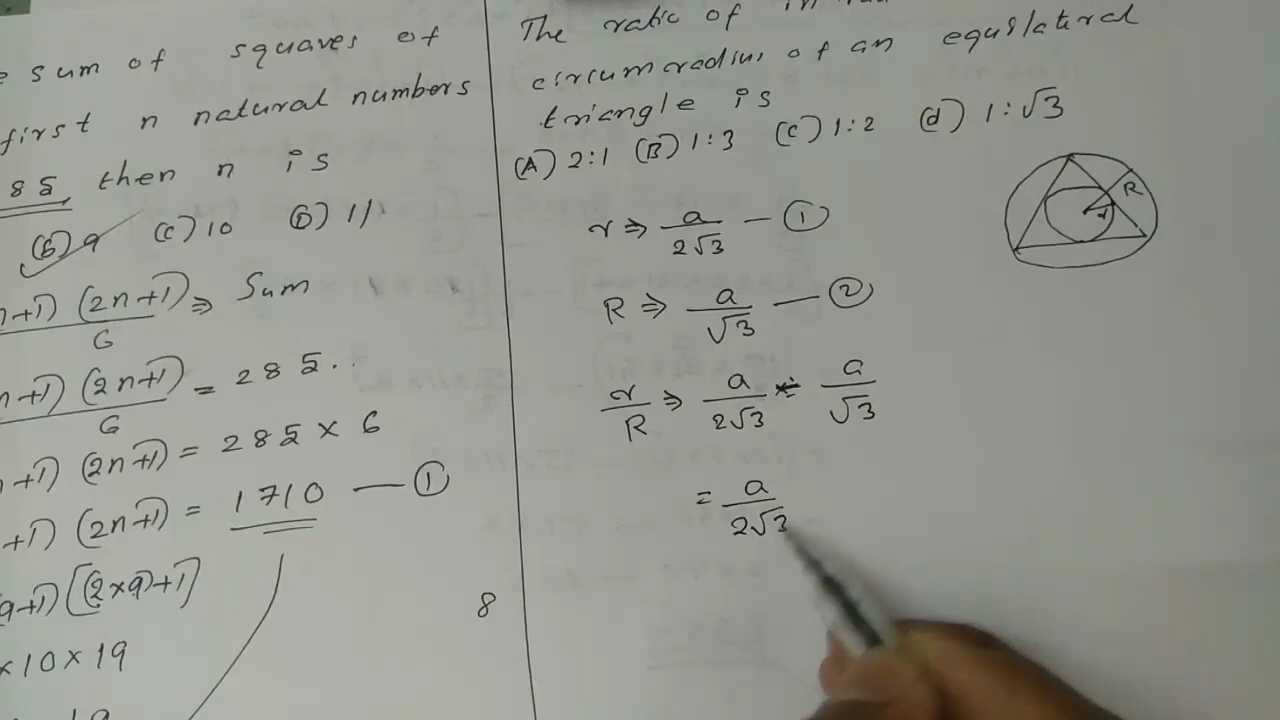 sum of squares of
first n natural numbers
85, then n is
(B) 9 (C) 10 (D) 11
n+1) (2n+1) ⇒ Sum
6
n+1) (2n+1) = 285..
6
+1) (2n+1) = 285 × 6
+1) (2n+1) = 1710 — ①
9+1) [(2×9)+1]
×10×19
8
The ratio of in
circumradius of an equilateral
triangle is
(A) 2:1 (B) 1:3 (C) 1:2 (d) 1:√3
R
r
r ⇒ a/2√3 — ①
R ⇒ a/√3 — ②
r/R ⇒ a/2√3 ÷ a/√3
= a/2√3